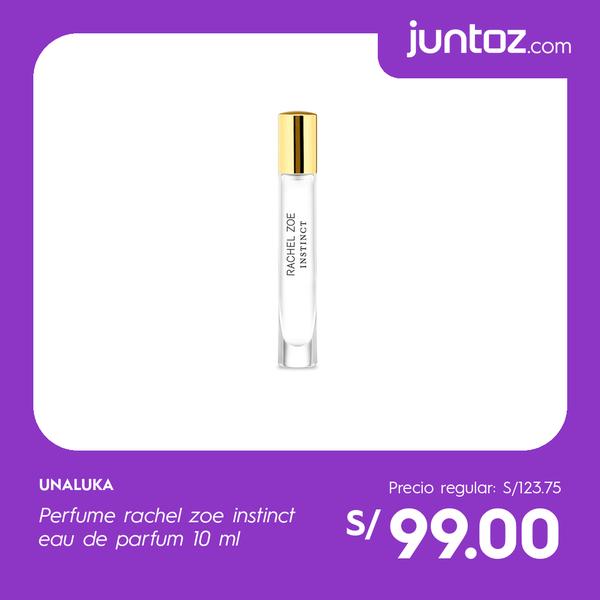 juntoz.com
RACHEL ZOE
INSTINCT
UNALUKA
Perfume rachel zoe instinct
eau de parfum 10 ml
Precio regular: S/123.75
S/99.00